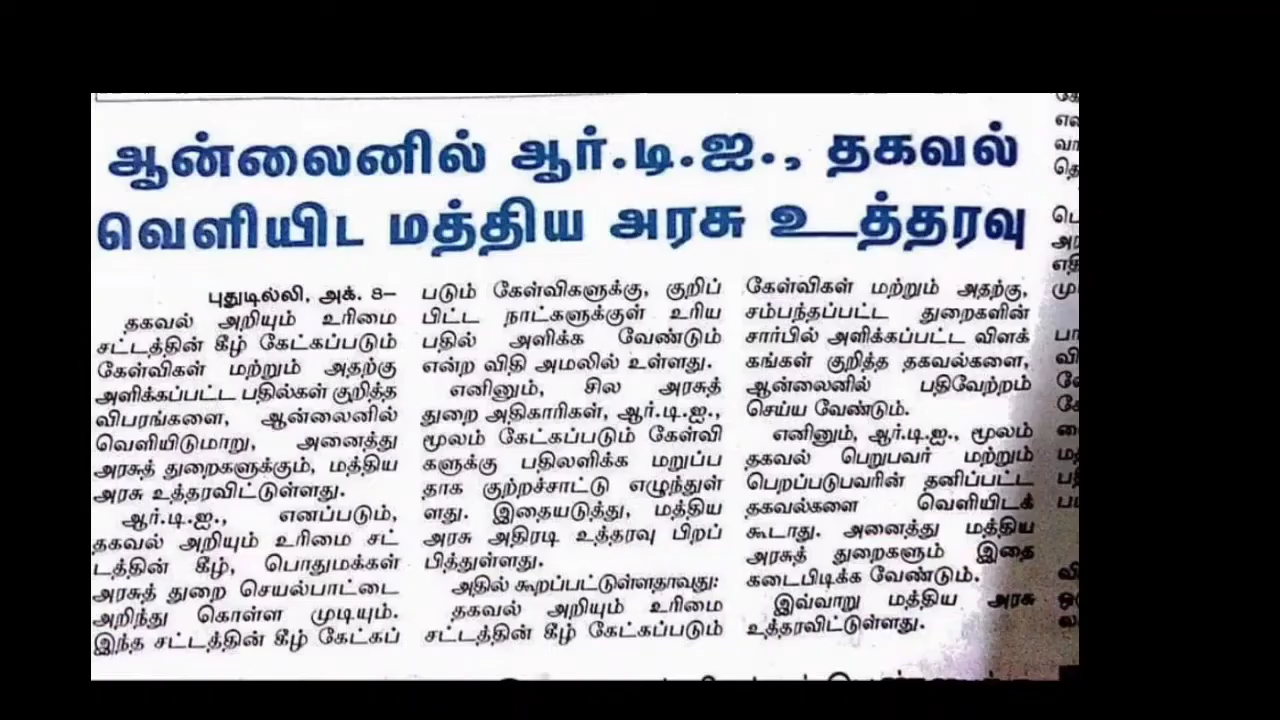 ஆன்லைனில் ஆர்.டி.ஐ., தகவல்
வெளியிட மத்திய அரசு உத்தரவு
புதுடில்லி, அக். 8–
தகவல் அறியும் உரிமை
சட்டத்தின் கீழ் கேட்கப்படும்
கேள்விகள் மற்றும் அதற்கு
அளிக்கப்பட்ட பதில்கள் குறித்த
விபரங்களை, ஆன்லைனில்
வெளியிடுமாறு, அனைத்து
அரசுத் துறைகளுக்கும், மத்திய
அரசு உத்தரவிட்டுள்ளது.
ஆர்.டி.ஐ., எனப்படும்,
தகவல் அறியும் உரிமை சட்
டத்தின் கீழ், பொதுமக்கள்
அரசுத் துறை செயல்பாட்டை
அறிந்து கொள்ள முடியும்.
இந்த சட்டத்தின் கீழ் கேட்கப்
படும் கேள்விகளுக்கு, குறிப்
பிட்ட நாட்களுக்குள் உரிய
பதில் அளிக்க வேண்டும்
என்ற விதி அமலில் உள்ளது.
எனினும், சில அரசுத்
துறை அதிகாரிகள், ஆர்.டி.ஐ.,
மூலம் கேட்கப்படும் கேள்வி
களுக்கு பதிலளிக்க மறுப்ப
தாக குற்றச்சாட்டு எழுந்துள்
ளது. இதையடுத்து, மத்திய
அரசு அதிரடி உத்தரவு பிறப்
பித்துள்ளது.
அதில் கூறப்பட்டுள்ளதாவது:
தகவல் அறியும் உரிமை
சட்டத்தின் கீழ் கேட்கப்படும்
கேள்விகள் மற்றும் அதற்கு,
சம்பந்தப்பட்ட துறைகளின்
சார்பில் அளிக்கப்பட்ட விளக்
கங்கள் குறித்த தகவல்களை,
ஆன்லைனில் பதிவேற்றம்
செய்ய வேண்டும்.
எனினும், ஆர்.டி.ஐ., மூலம்
தகவல் பெறுபவர் மற்றும்
பெறப்படுபவரின் தனிப்பட்ட
தகவல்களை வெளியிடக்
கூடாது. அனைத்து மத்திய
அரசுத் துறைகளும் இதை
கடைபிடிக்க வேண்டும்.
இவ்வாறு மத்திய அரசு
உத்தரவிட்டுள்ளது.